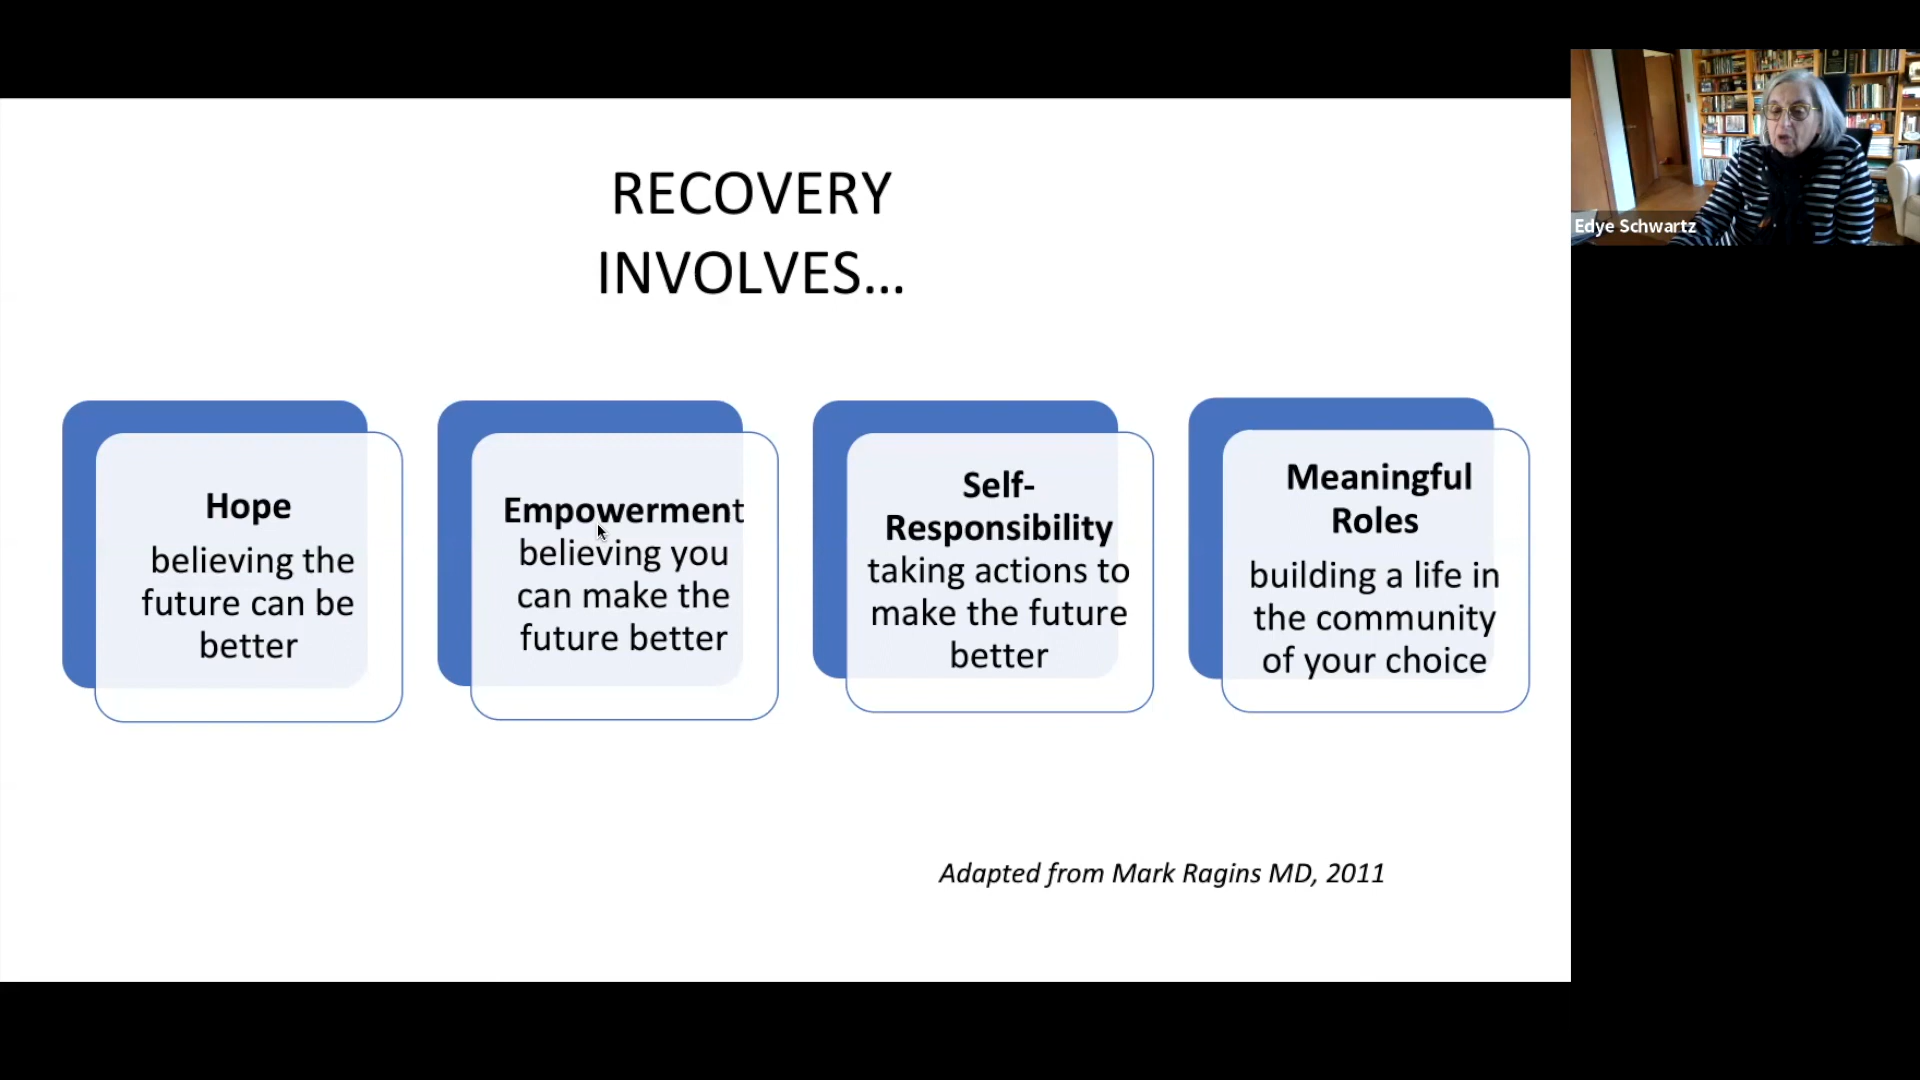 RECOVERY
INVOLVES...
Hope
believing the
future can be
better
Empowerment
believing you
can make the
future better
Self-
Responsibility
taking actions to
make the future
better
Meaningful
Roles
building a life in
the community
of your choice
Adapted from Mark Ragins MD, 2011
Edye Schwartz